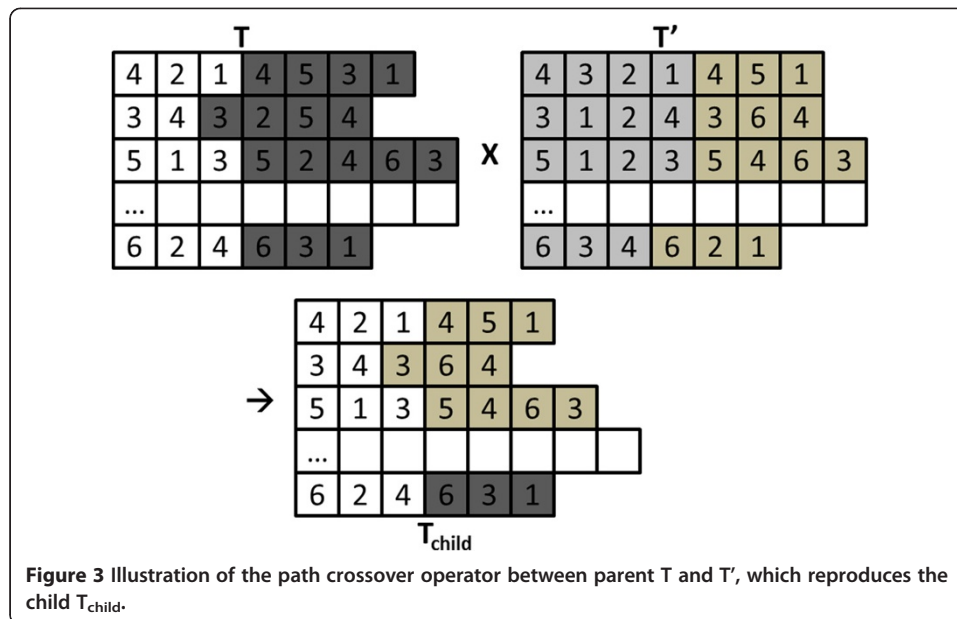 T T'
4 2 1 4 5 3 1 4 3 2 1 4 5 1
3 4 3 2 5 4 3 1 2 4 3 6 4
5 1 3 5 2 4 6 3 X 5 1 2 3 5 4 6 3
... ...
6 2 4 6 3 1 6 3 4 6 2 1
4 2 1 4 5 1
3 4 3 6 4
→ 5 1 3 5 4 6 3
...
6 2 4 6 3 1
Tchild
Figure 3 Illustration of the path crossover operator between parent T and T', which reproduces the
child Tchild.